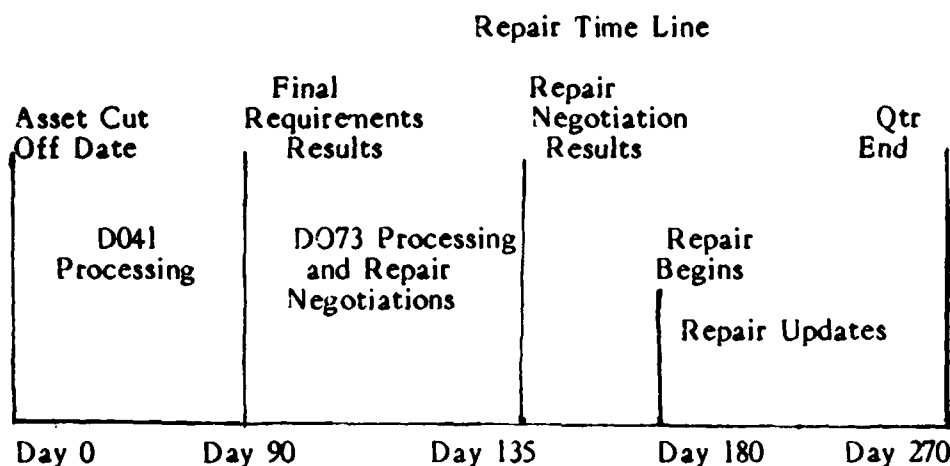 Repair Time Line
Asset Cut
Off Date
Final
Requirements
Results
Repair
Negotiation
Results
Qtr
End
D041
Processing
DO73 Processing
and Repair
Negotiations
Repair
Begins
Repair Updates
Day 0
Day 90
Day 135
Day 180
Day 270